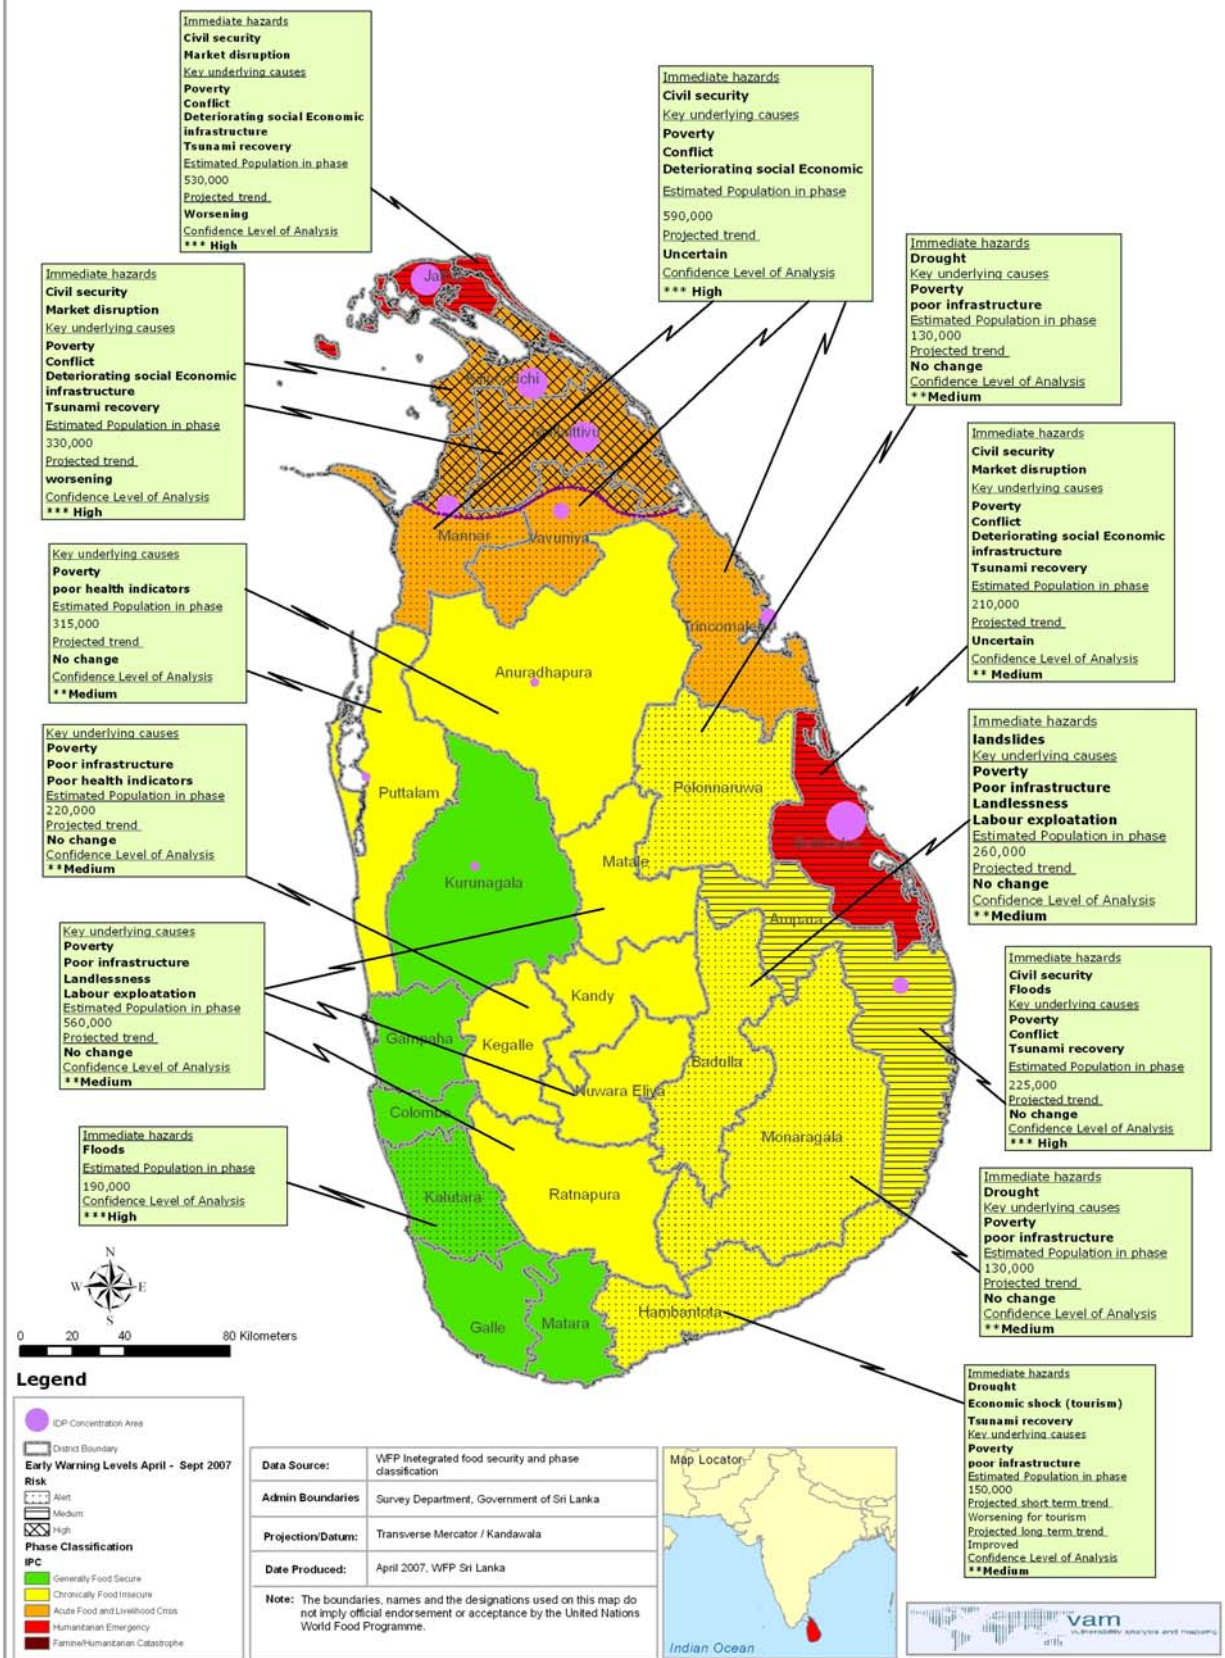 Immediate hazards
Civil security
Market disruption
Key underlying causes
Poverty
Conflict
Deteriorating social Economic
infrastructure
Tsunami recovery
Estimated Population in phase
530,000
Projected trend
Worsening
Confidence Level of Analysis
*** High
Immediate hazards
Civil security
Key underlying causes
Poverty
Conflict
Deteriorating social Economic
Estimated Population in phase
590,000
Projected trend
Uncertain
Confidence Level of Analysis
*** High
Immediate hazards
Drought
Key underlying causes
Poverty
poor infrastructure
Estimated Population in phase
130,000
Projected trend
No change
Confidence Level of Analysis
**Medium
Immediate hazards
Civil security
Market disruption
Key underlying causes
Poverty
Conflict
Deteriorating social Economic
infrastructure
Tsunami recovery
Estimated Population in phase
330,000
Projected trend
worsening
Confidence Level of Analysis
*** High
Immediate hazards
Civil security
Market disruption
Key underlying causes
Poverty
Conflict
Deteriorating social Economic
infrastructure
Tsunami recovery
Estimated Population in phase
210,000
Projected trend
Uncertain
Confidence Level of Analysis
** Medium
Key underlying causes
Poverty
poor health indicators
Estimated Population in phase
315,000
Projected trend
No change
Confidence Level of Analysis
**Medium
Immediate hazards
landslides
Key underlying causes
Poverty
Poor infrastructure
Landlessness
Labour exploatation
Estimated Population in phase
260,000
Projected trend
No change
Confidence Level of Analysis
**Medium
Key underlying causes
Poverty
Poor infrastructure
Poor health indicators
Estimated Population in phase
220,000
Projected trend
No change
Confidence Level of Analysis
**Medium
Key underlying causes
Poverty
Poor infrastructure
Landlessness
Labour exploatation
Estimated Population in phase
560,000
Projected trend
No change
Confidence Level of Analysis
**Medium
Immediate hazards
Civil security
Floods
Key underlying causes
Poverty
Conflict
Tsunami recovery
Estimated Population in phase
225,000
Projected trend
No change
Confidence Level of Analysis
*** High
Immediate hazards
Floods
Estimated Population in phase
190,000
Confidence Level of Analysis
***High
Immediate hazards
Drought
Key underlying causes
Poverty
poor infrastructure
Estimated Population in phase
130,000
Projected trend
No change
Confidence Level of Analysis
**Medium
Immediate hazards
Drought
Economic shock (tourism)
Tsunami recovery
Key underlying causes
Poverty
poor infrastructure
Estimated Population in phase
150,000
Projected short term trend
Worsening for tourism
Projected long term trend
Improved
Confidence Level of Analysis
**Medium
Mannar
Vavuniya
Trincomalee
Anuradhapura
Puttalam
Polonnaruwa
Matale
Kurunagala
Ampara
Kandy
Gampaha
Kegalle
Badulla
Nuwara Eliya
Colombo
Monaragala
Kalutara
Ratnapura
Hambantota
Galle
Matara
N
W
E
S
0 20 40 80 Kilometers
Legend
IDP Concentration Area
District Boundary
Early Warning Levels April - Sept 2007
Risk
Alert
Medium
High
Phase Classification
IPC
Generally Food Secure
Chronically Food Insecure
Acute Food and Livelihood Crisis
Humanitarian Emergency
Famine/Humanitarian Catastrophe
Data Source: WFP Inetegrated food security and phase
classification
Admin Boundaries Survey Department, Government of Sri Lanka
Projection/Datum: Transverse Mercator / Kandawala
Date Produced: April 2007, WFP Sri Lanka
Note: The boundaries, names and the designations used on this map do
not imply official endorsement or acceptance by the United Nations
World Food Programme.
Map Locator
Indian Ocean
vam
vulnerability analysis and mapping